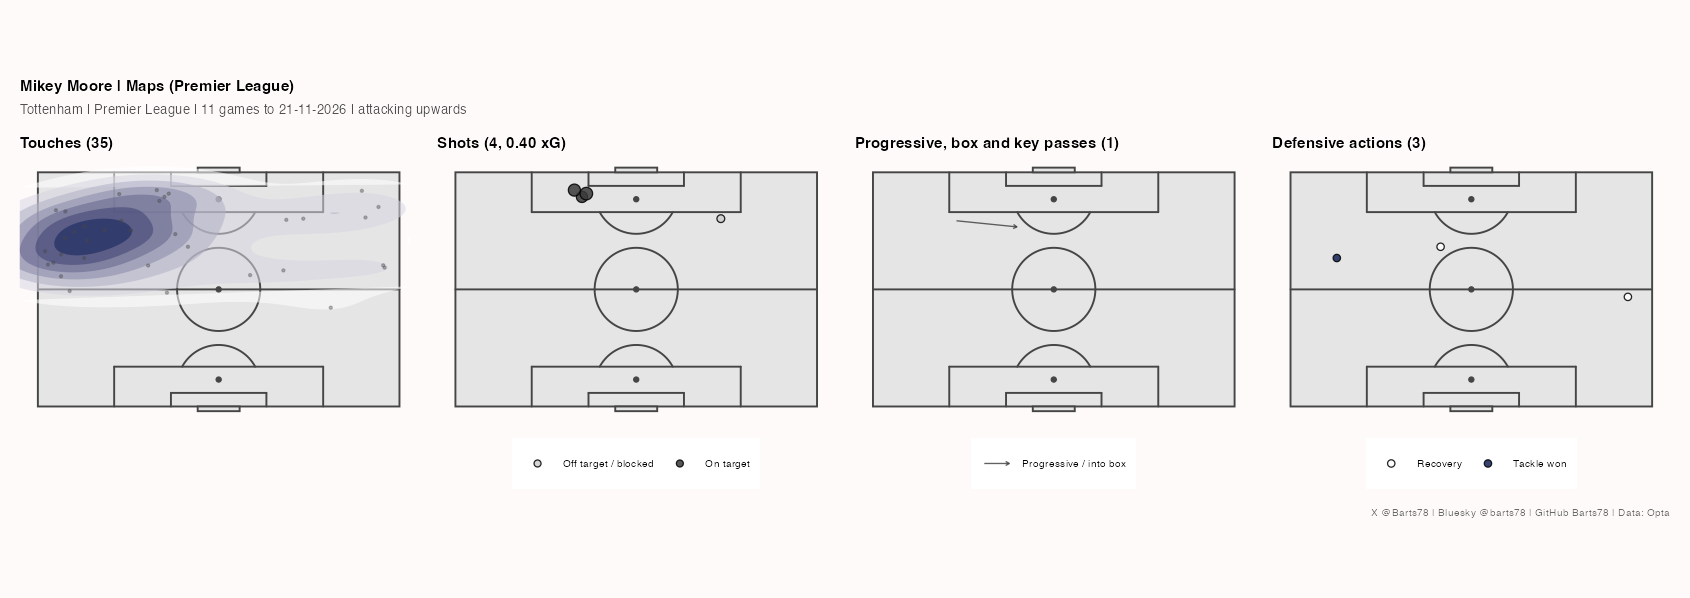 Mikey Moore | Maps (Premier League)
Tottenham | Premier League | 11 games to 21-11-2026 | attacking upwards
Touches (35)
Shots (4, 0.40 xG)
Progressive, box and key passes (1)
Defensive actions (3)
Off target / blocked
On target
Progressive / into box
Recovery
Tackle won
X @Barts78 | Bluesky @barts78 | GitHub Barts78 | Data: Opta